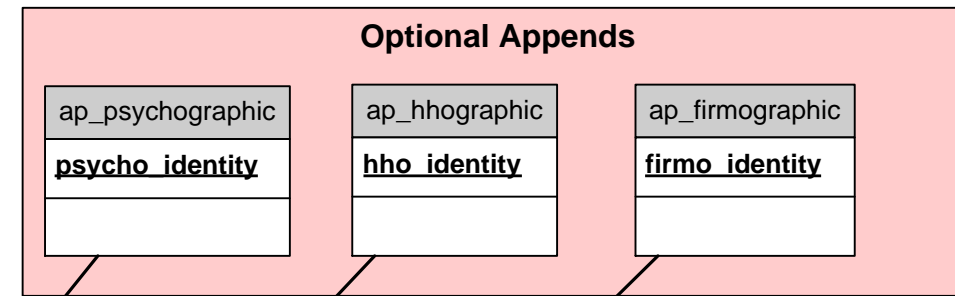 Optional Appends
ap_psychographic
ap_hhographic
ap_firmographic
psycho_identity
hho_identity
firmo_identity